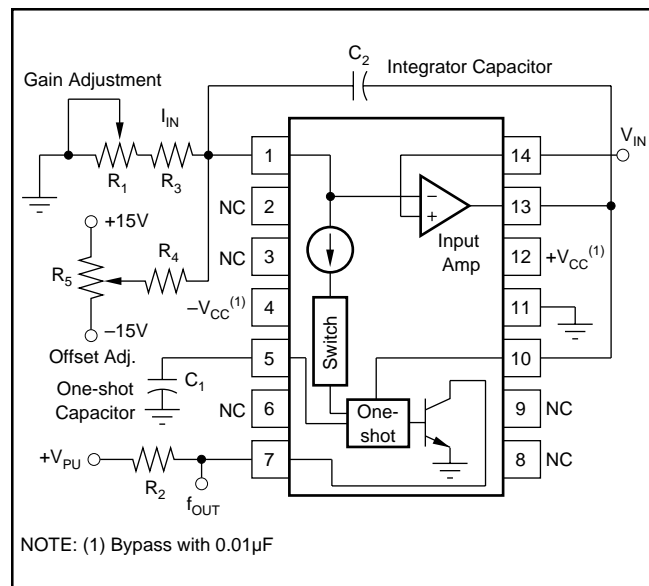 C2
Integrator Capacitor
Gain Adjustment
IIN
R1
R3
+15V
R5
R4
–15V
Offset Adj.
One-shot
Capacitor
C1
+VPU
R2
fOUT
NC
NC
–VCC(1)
NC
1
2
3
4
5
6
7
14
13
12
11
10
9
8
Input
Amp
–
+
Switch
One-
shot
VIN
+VCC(1)
NC
NC
NOTE: (1) Bypass with 0.01µF